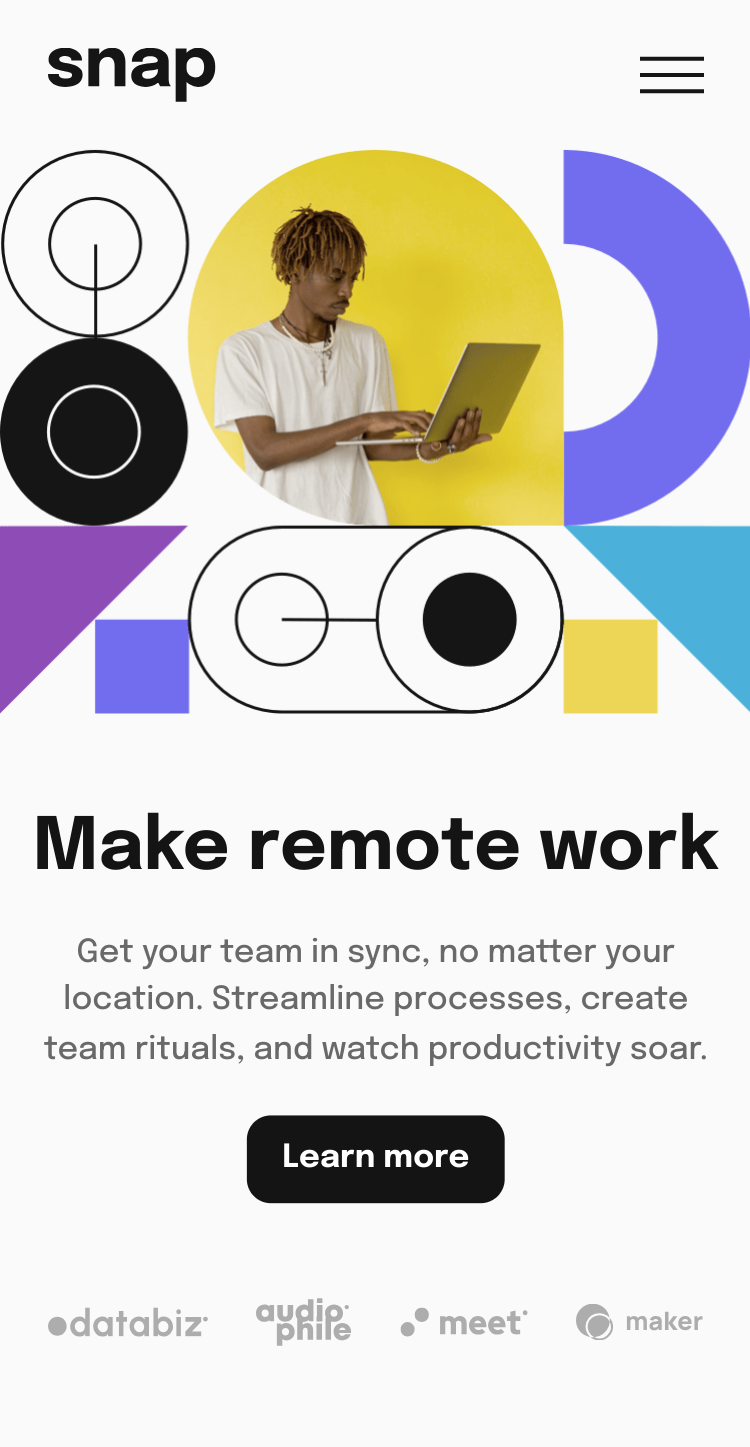 snap
Make remote work
Get your team in sync, no matter your
location. Streamline processes, create
team rituals, and watch productivity soar.
Learn more
databiz
audio
phile
meet
maker